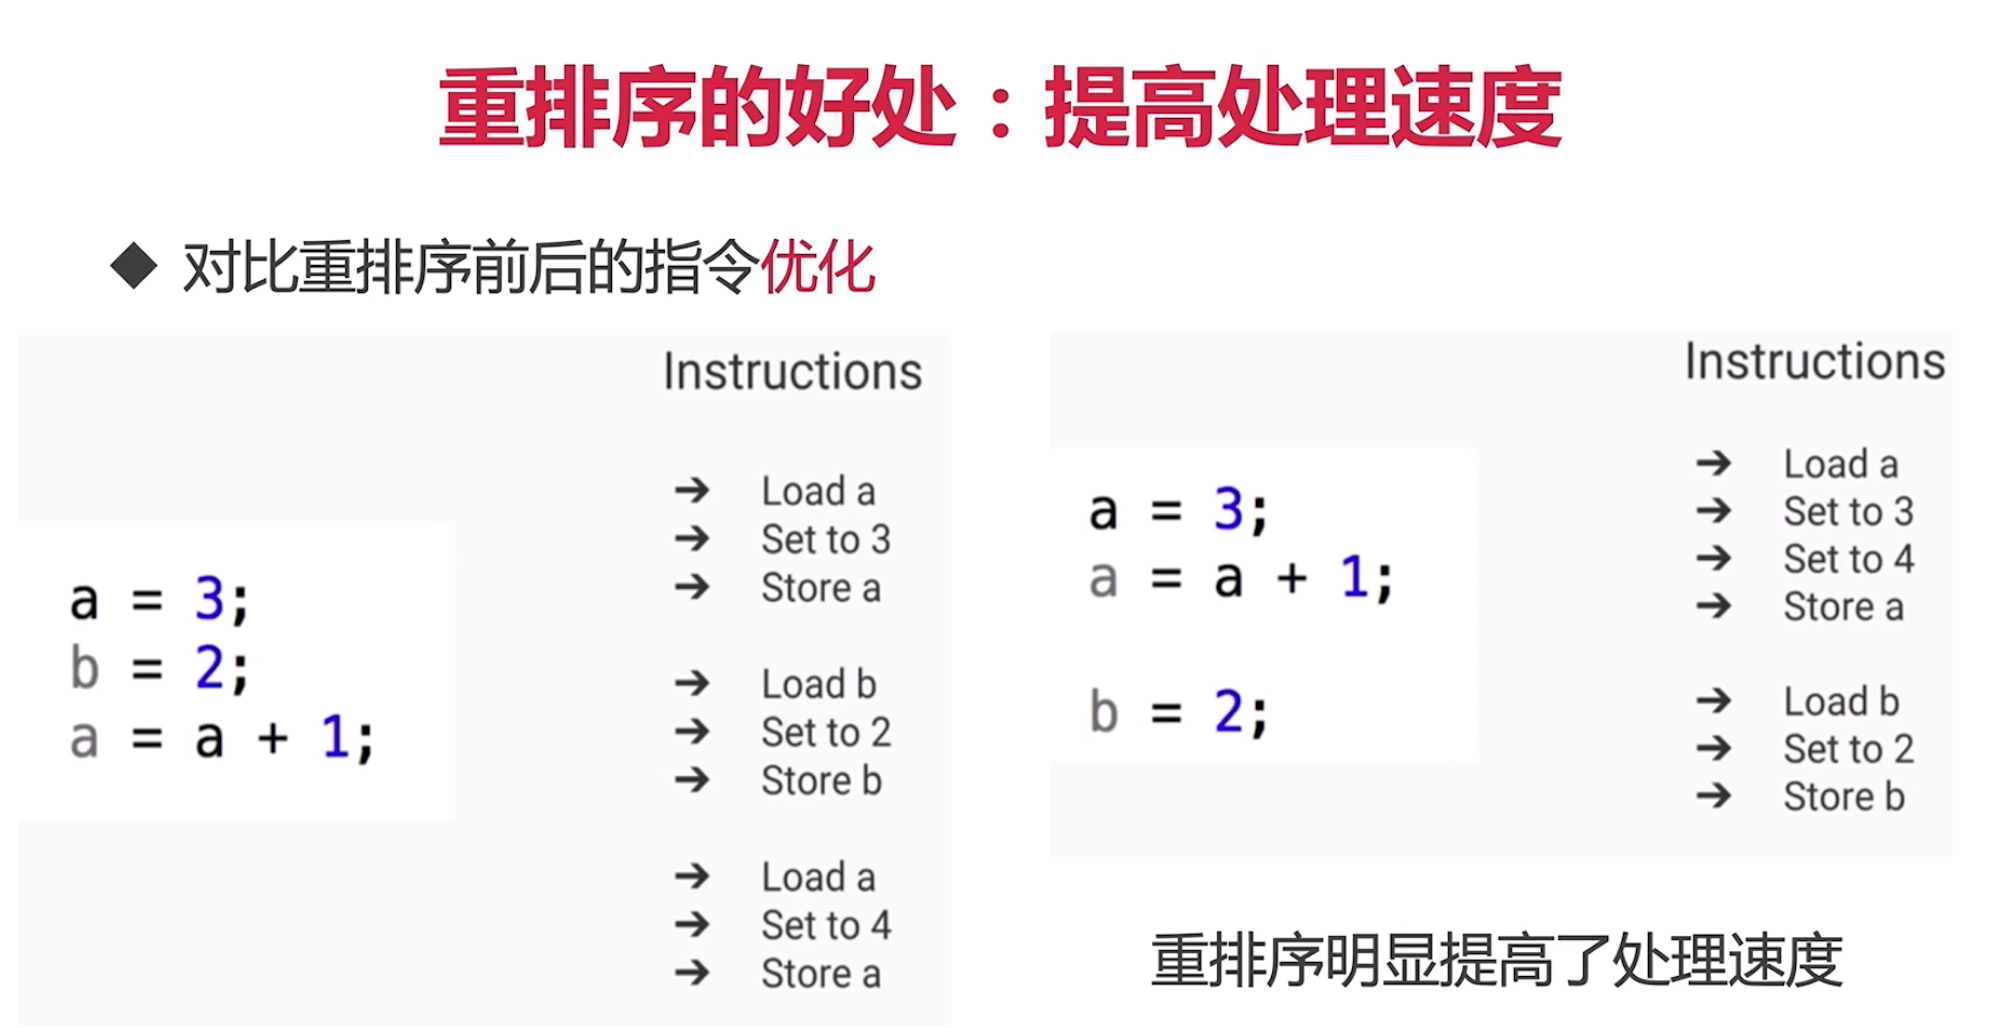 重排序的好处：提高处理速度
◆ 对比重排序前后的指令优化
Instructions
a = 3;
b = 2;
a = a + 1;
➔ Load a
➔ Set to 3
➔ Store a
➔ Load b
➔ Set to 2
➔ Store b
➔ Load a
➔ Set to 4
➔ Store a
Instructions
a = 3;
a = a + 1;
b = 2;
➔ Load a
➔ Set to 3
➔ Set to 4
➔ Store a
➔ Load b
➔ Set to 2
➔ Store b
重排序明显提高了处理速度